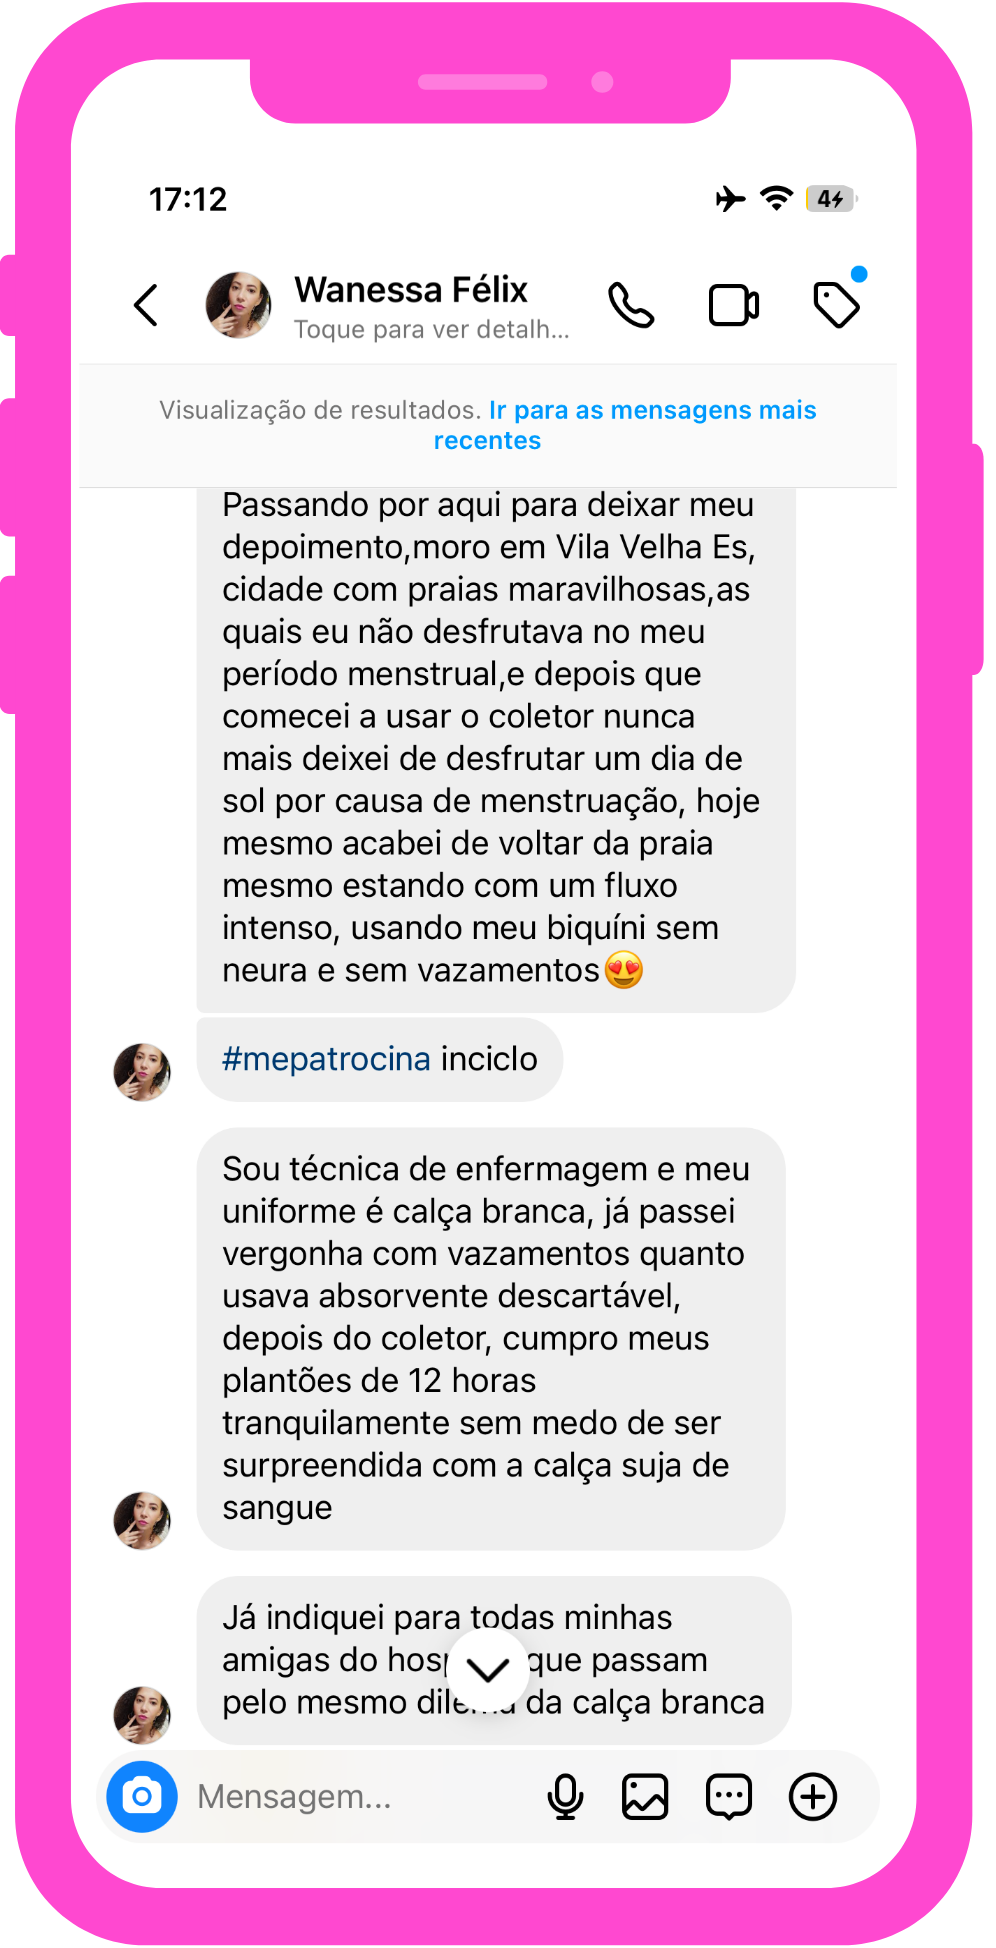 17:12
4
Wanessa Félix
Toque para ver detalh...
Visualização de resultados. Ir para as mensagens mais
recentes
Passando por aqui para deixar meu
depoimento,moro em Vila Velha Es,
cidade com praias maravilhosas,as
quais eu não desfrutava no meu
período menstrual,e depois que
comecei a usar o coletor nunca
mais deixei de desfrutar um dia de
sol por causa de menstruação, hoje
mesmo acabei de voltar da praia
mesmo estando com um fluxo
intenso, usando meu biquíni sem
neura e sem vazamentos😍
#mepatrocina inciclo
Sou técnica de enfermagem e meu
uniforme é calça branca, já passei
vergonha com vazamentos quanto
usava absorvente descartável,
depois do coletor, cumpro meus
plantões de 12 horas
tranquilamente sem medo de ser
surpreendida com a calça suja de
sangue
Já indiquei para todas minhas
amigas do que passam
pelo mesmo da calça branca
Mensagem...